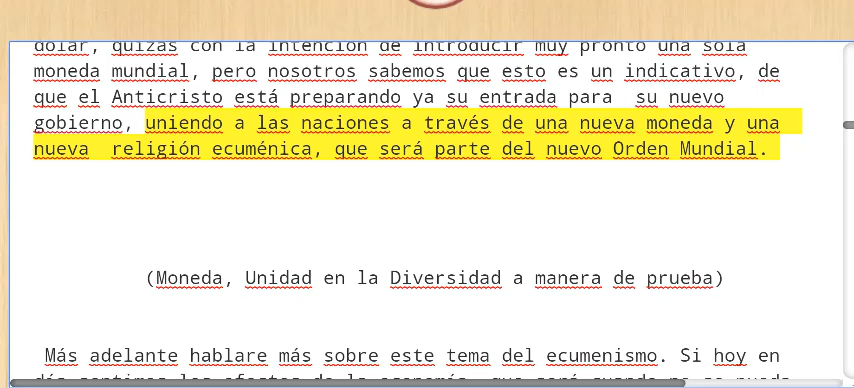 dólar, quizás con la intención de introducir muy pronto una sola
moneda mundial, pero nosotros sabemos que esto es un indicativo, de
que el Anticristo está preparando ya su entrada para  su nuevo
gobierno, uniendo a las naciones a través de una nueva moneda y una
nueva  religión ecuménica, que será parte del nuevo Orden Mundial.
(Moneda, Unidad en la Diversidad a manera de prueba)
Más adelante hablare más sobre este tema del ecumenismo. Si hoy en